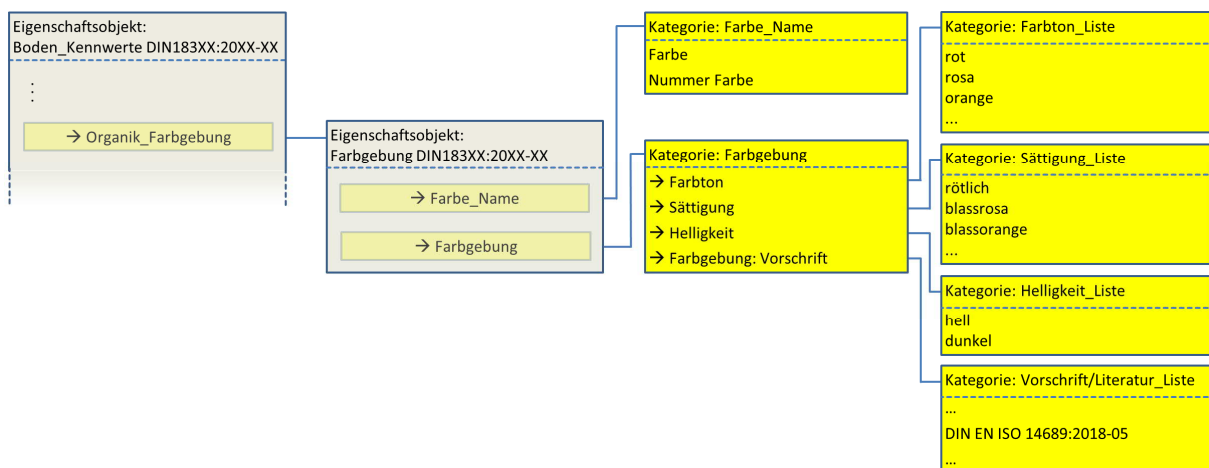 Eigenschaftsobjekt:
Boden_Kennwerte DIN183XX:20XX-XX
⋮
→ Organik_Farbgebung
Eigenschaftsobjekt:
Farbgebung DIN183XX:20XX-XX
→ Farbe_Name
→ Farbgebung
Kategorie: Farbe_Name
Farbe
Nummer Farbe
Kategorie: Farbgebung
→ Farbton
→ Sättigung
→ Helligkeit
→ Farbgebung: Vorschrift
Kategorie: Farbton_Liste
rot
rosa
orange
...
Kategorie: Sättigung_Liste
rötlich
blassrosa
blassorange
...
Kategorie: Helligkeit_Liste
hell
dunkel
Kategorie: Vorschrift/Literatur_Liste
...
DIN EN ISO 14689:2018-05
...